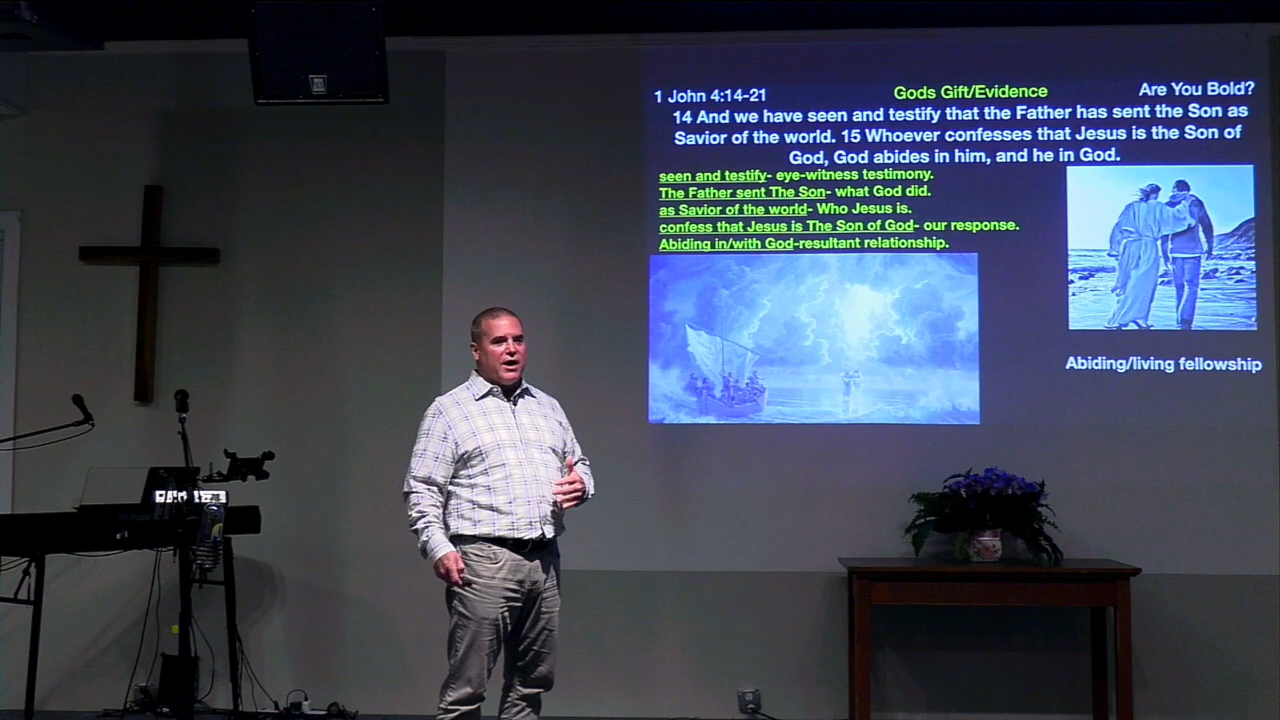 1 John 4:14-21 Gods Gift/Evidence Are You Bold?
14 And we have seen and testify that the Father has sent the Son as
Savior of the world. 15 Whoever confesses that Jesus is the Son of
God, God abides in him, and he in God.
seen and testify- eye-witness testimony.
The Father sent The Son- what God did.
as Savior of the world- Who Jesus is.
confess that Jesus is The Son of God- our response.
Abiding in/with God-resultant relationship.
Abiding/living fellowship